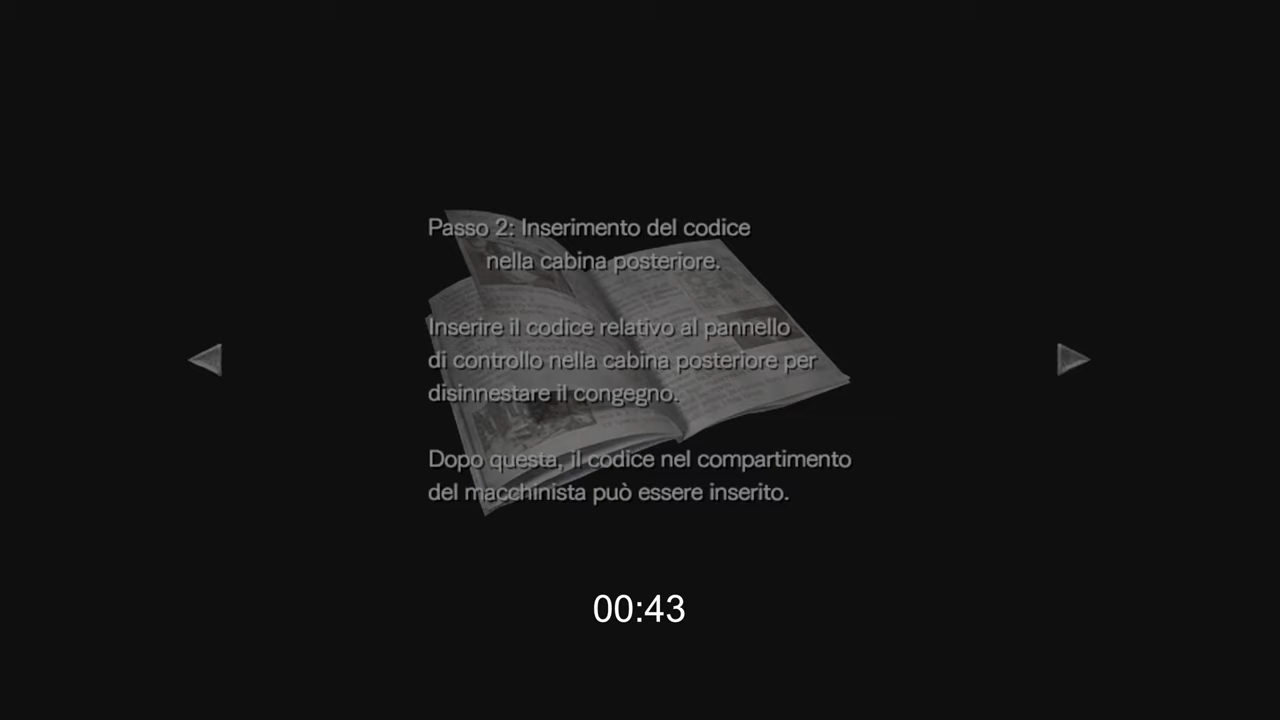 Passo 2: Inserimento del codice
nella cabina posteriore.
Inserire il codice relativo al pannello
di controllo nella cabina posteriore per
disinnestare il congegno.
Dopo questa, il codice nel compartimento
del macchinista può essere inserito.
00:43